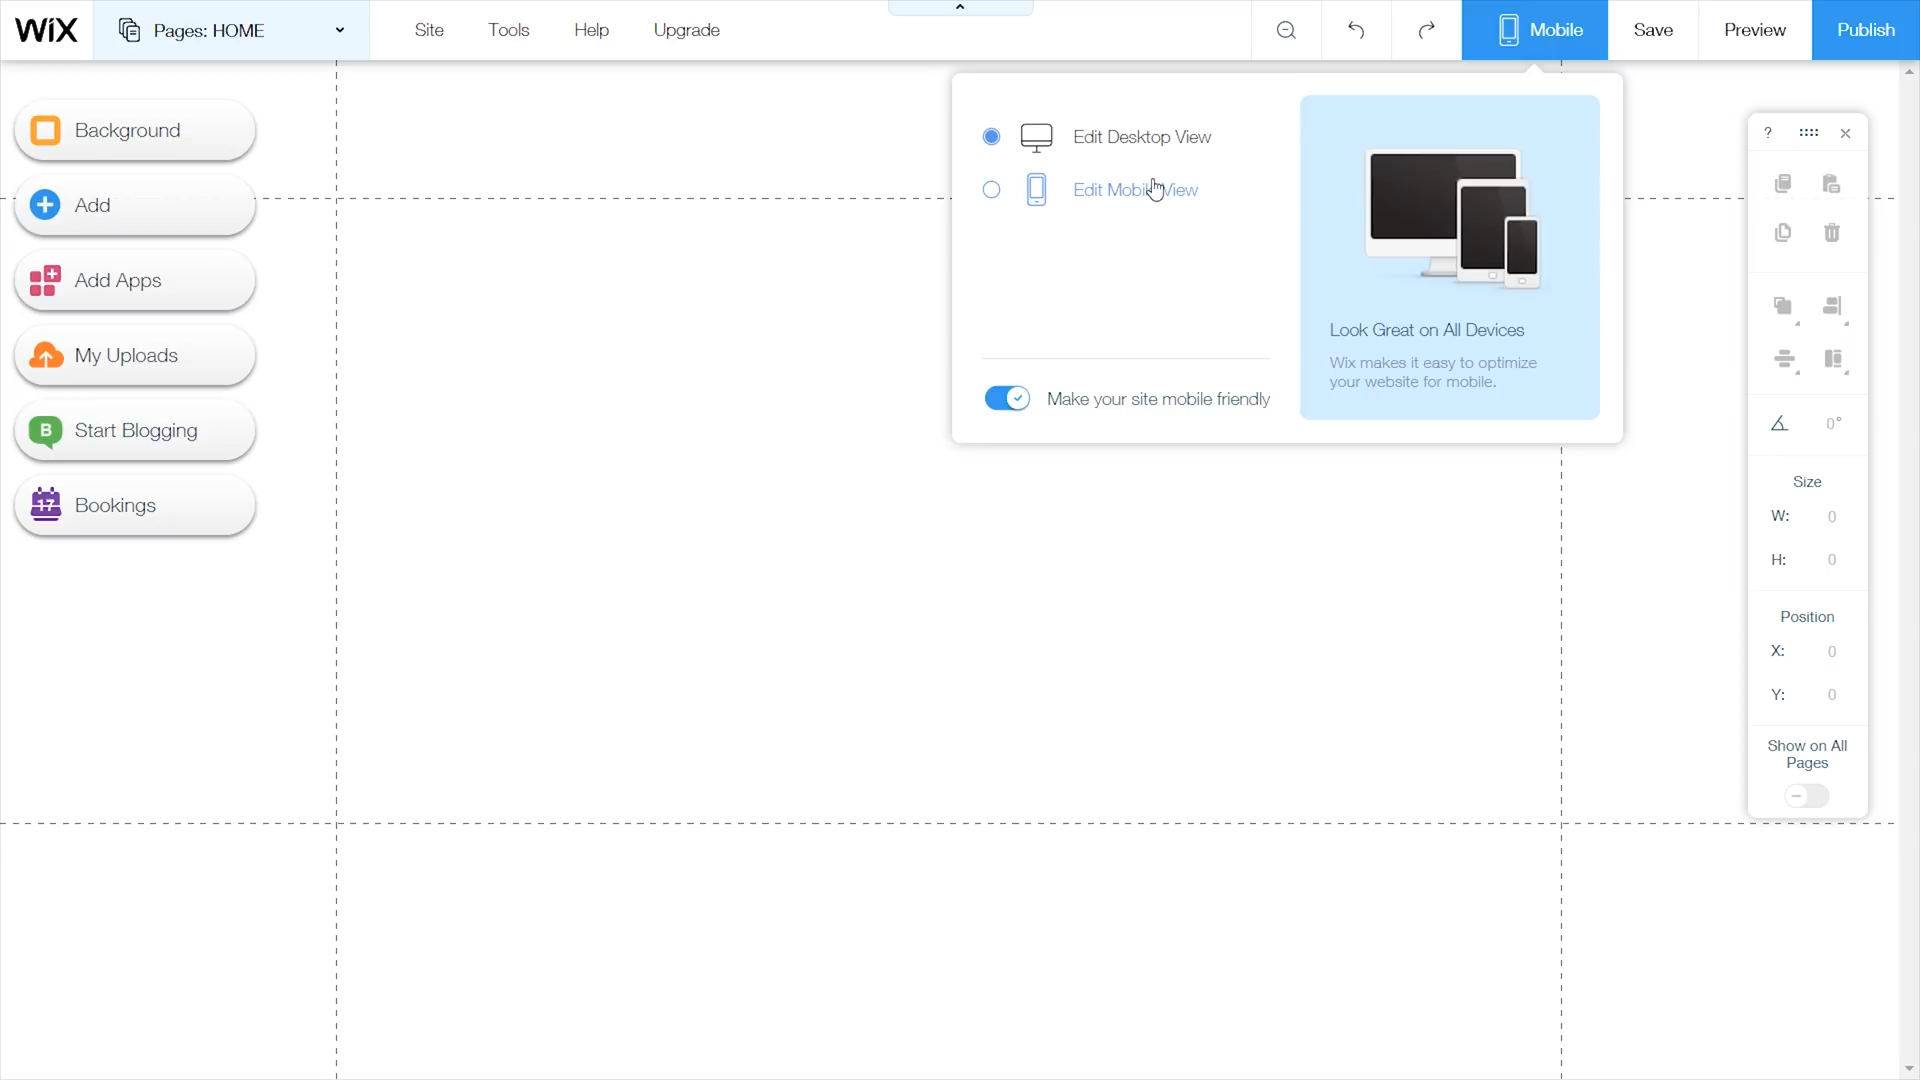 WiX
Pages: HOME
Site
Tools
Help
Upgrade
Mobile
Save
Preview
Publish
Background
Add
Add Apps
My Uploads
B
Start Blogging
17
Bookings
Edit Desktop View
Edit Mobile View
Make your site mobile friendly
Look Great on All Devices
Wix makes it easy to optimize
your website for mobile.
?
0°
Size
W: 0
H: 0
Position
X: 0
Y: 0
Show on All
Pages